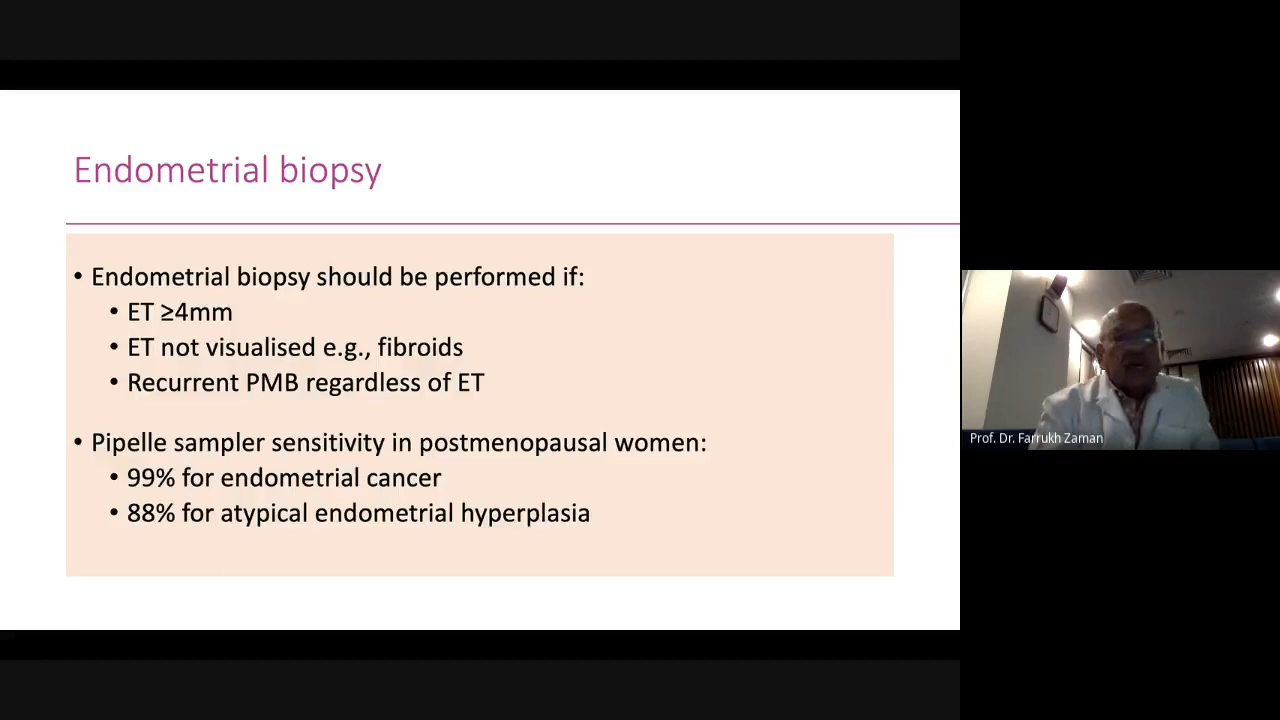 Endometrial biopsy
• Endometrial biopsy should be performed if:
• ET ≥4mm
• ET not visualised e.g., fibroids
• Recurrent PMB regardless of ET
• Pipelle sampler sensitivity in postmenopausal women:
• 99% for endometrial cancer
• 88% for atypical endometrial hyperplasia
Prof. Dr. Farrukh Zaman